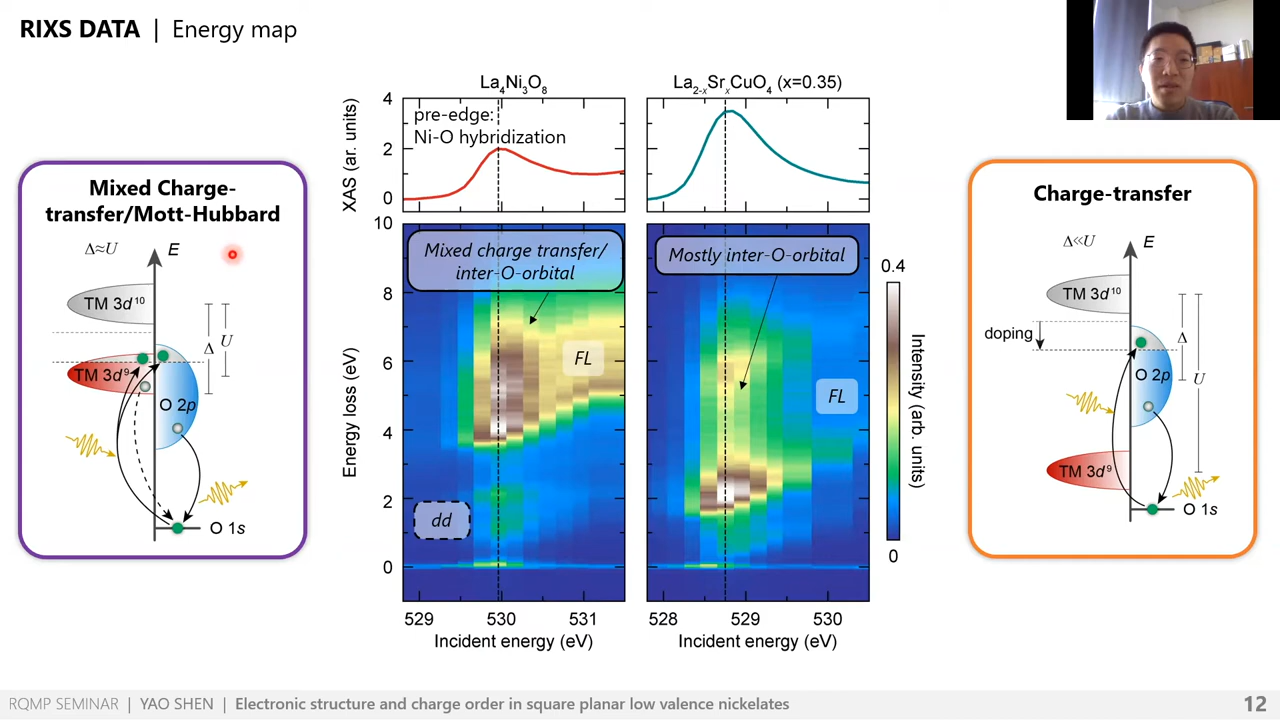 RIXS DATA | Energy map
Mixed Charge-
transfer/Mott-Hubbard
Δ≈U
E
TM 3d¹⁰
U
Δ
TM 3d⁹
O 2p
O 1s
La₄Ni₃O₈
La₂₋ₓSrₓCuO₄ (x=0.35)
XAS (ar. units)
4
2
0
pre-edge:
Ni-O hybridization
Energy loss (eV)
10
8
6
4
2
0
Mixed charge transfer/
inter-O-orbital
FL
dd
529
530
531
Incident energy (eV)
Mostly inter-O-orbital
FL
528
529
530
Incident energy (eV)
0.4
0
Intensity (arb. units)
Charge-transfer
Δ≪U
E
TM 3d¹⁰
doping
Δ
O 2p
U
TM 3d⁹
O 1s
RQMP SEMINAR | YAO SHEN | Electronic structure and charge order in square planar low valence nickelates
12